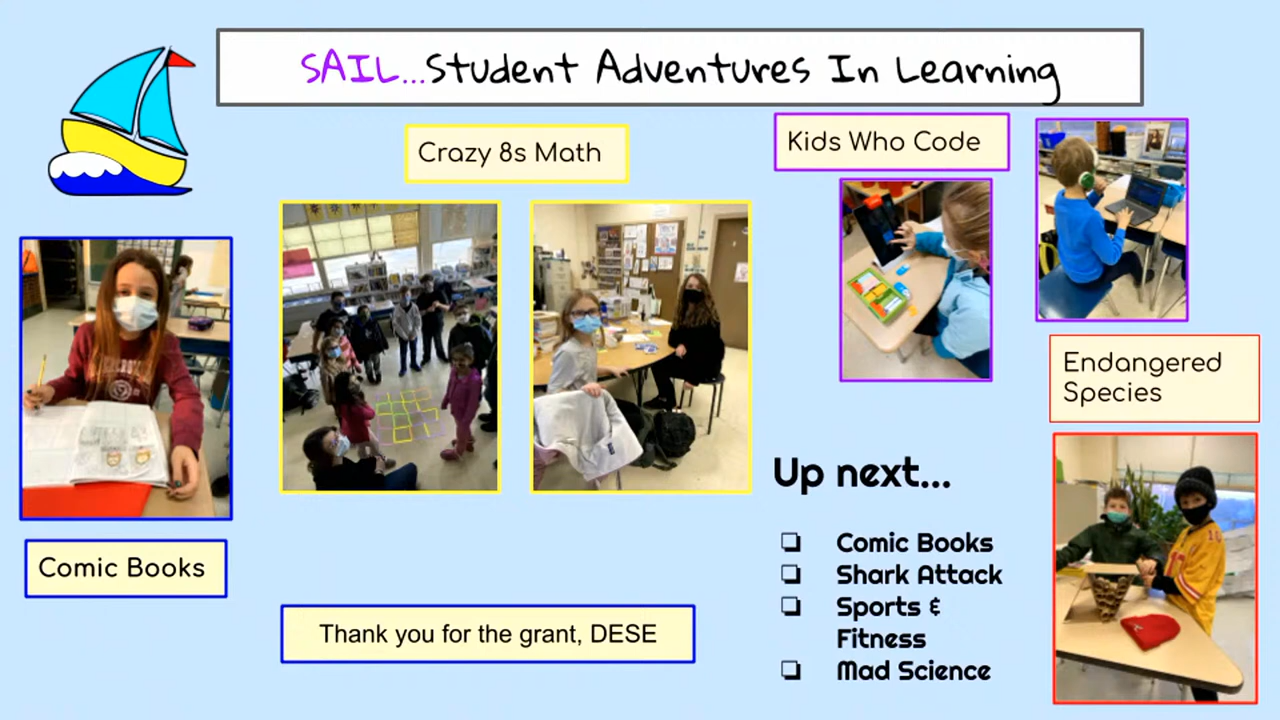 SAIL...Student Adventures In Learning
Crazy 8s Math
Kids Who Code
Endangered
Species
Comic Books
Up next...
❏ Comic Books
❏ Shark Attack
❏ Sports &
Fitness
❏ Mad Science
Thank you for the grant, DESE